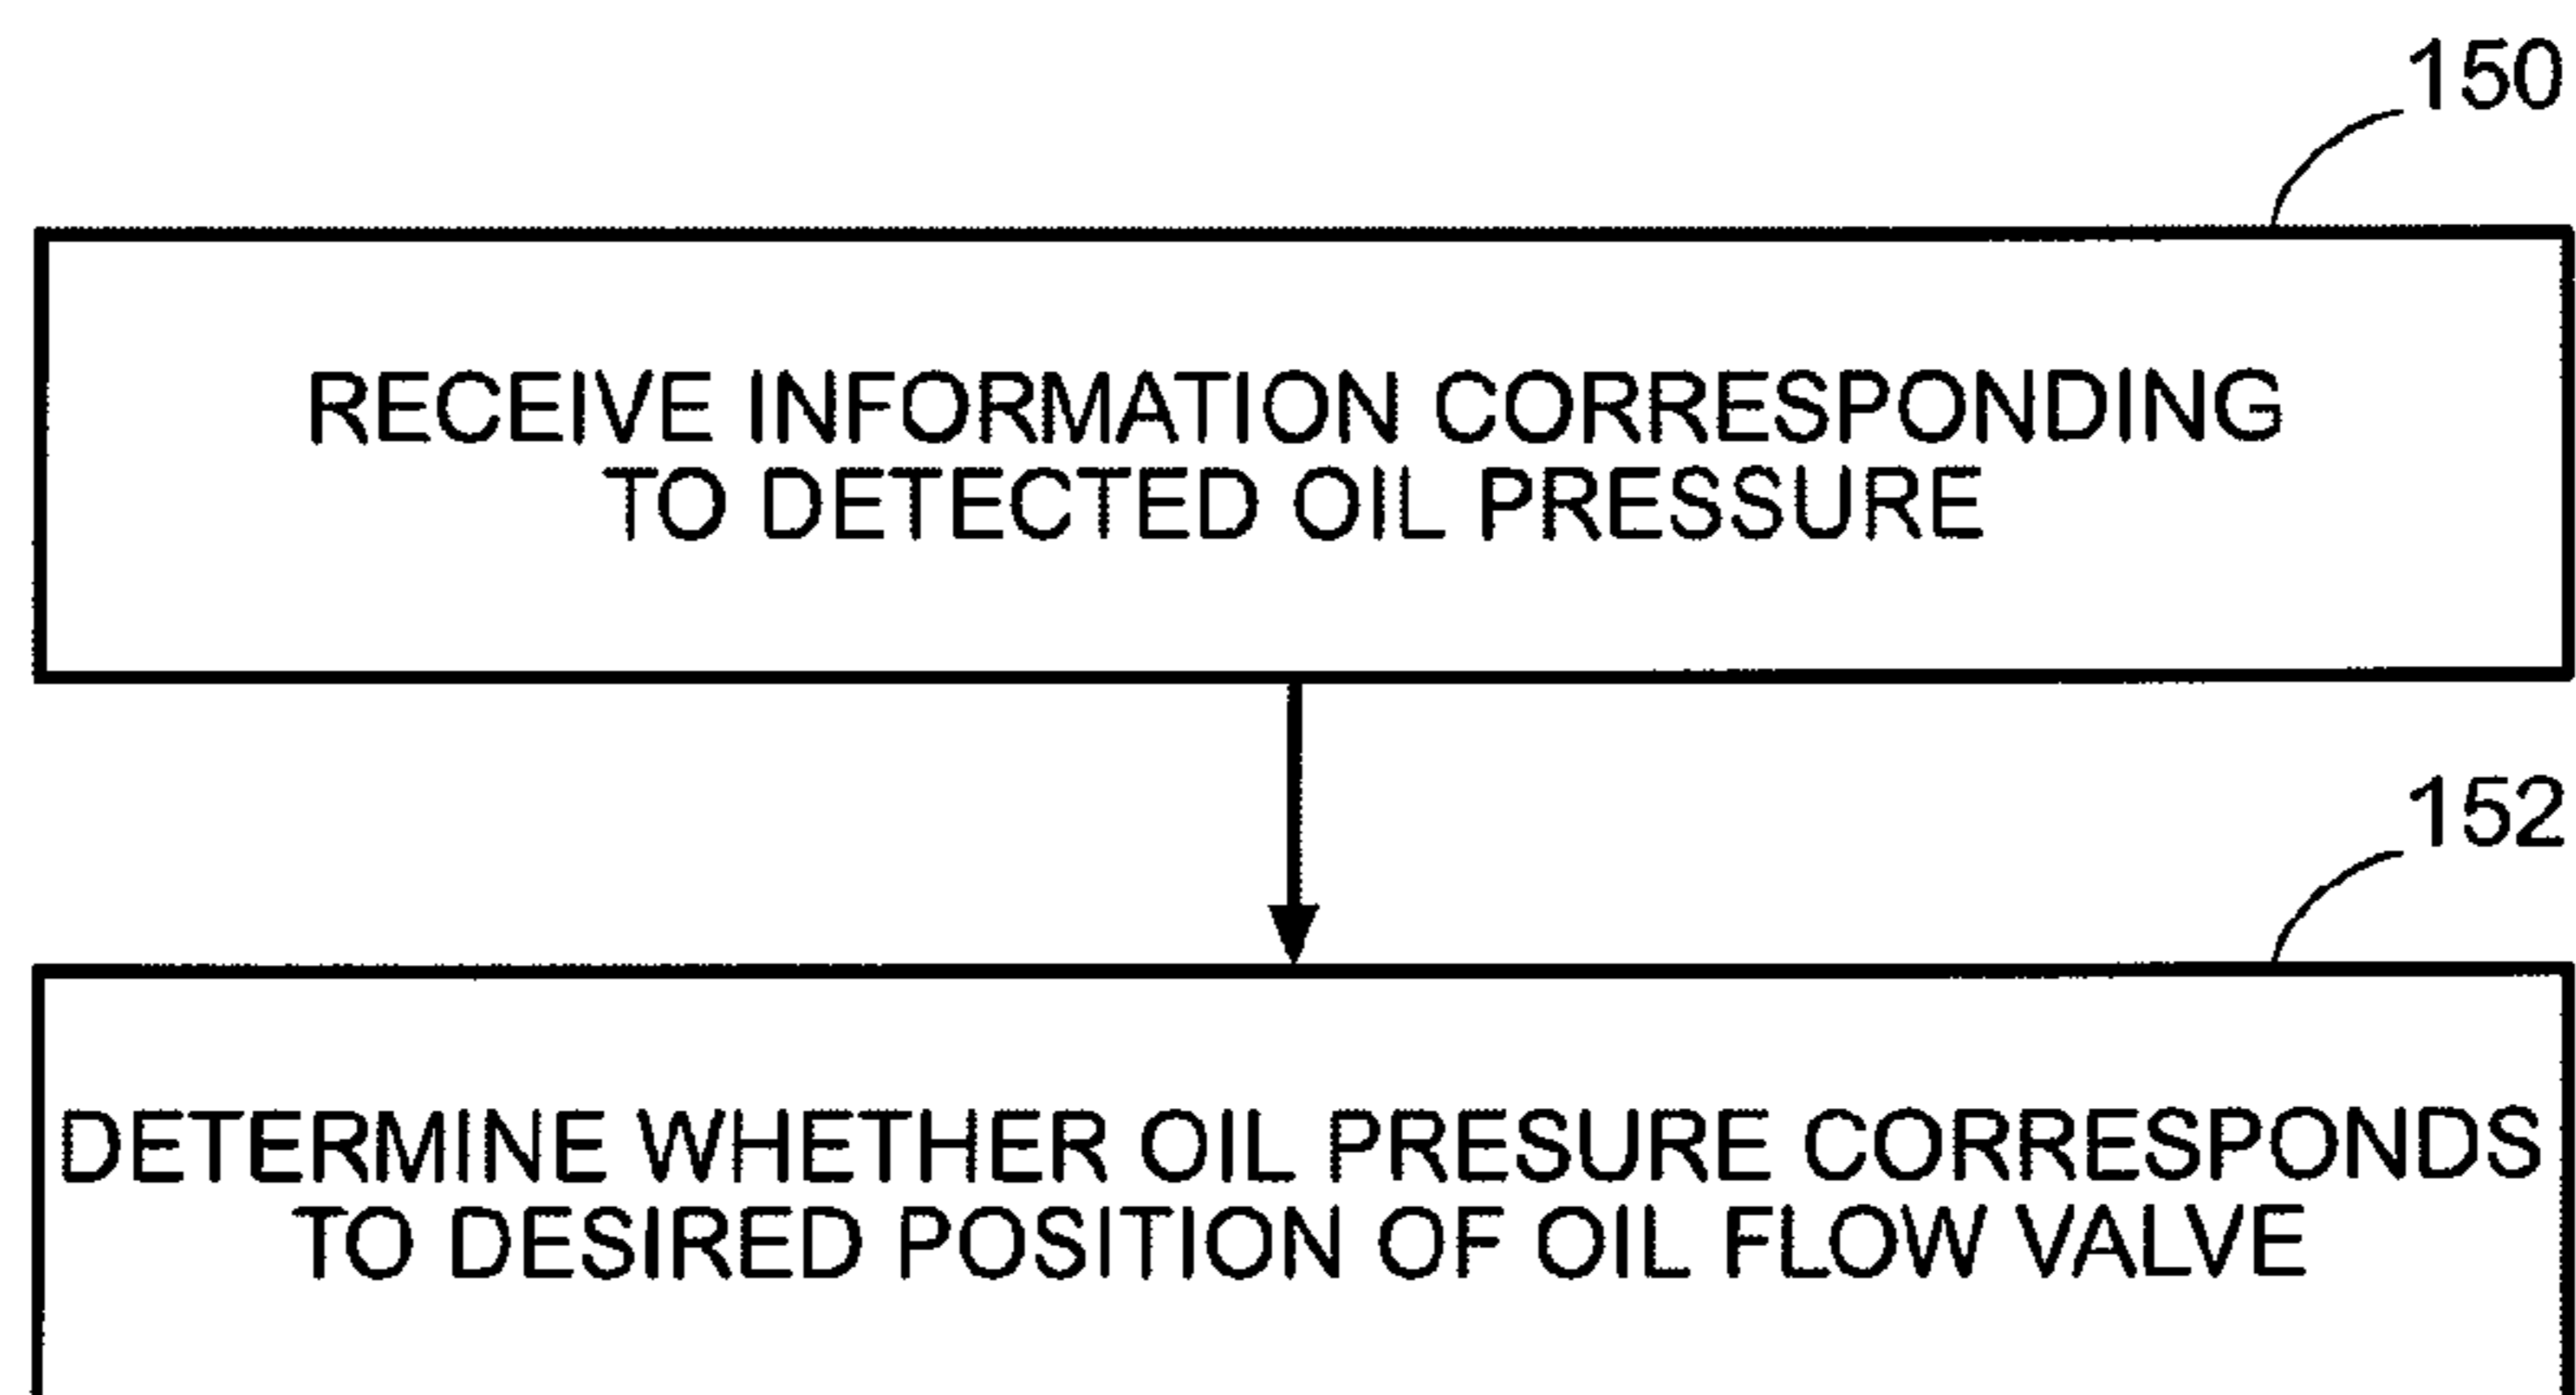 150
RECEIVE INFORMATION CORRESPONDING
TO DETECTED OIL PRESSURE
152
DETERMINE WHETHER OIL PRESURE CORRESPONDS
TO DESIRED POSITION OF OIL FLOW VALVE